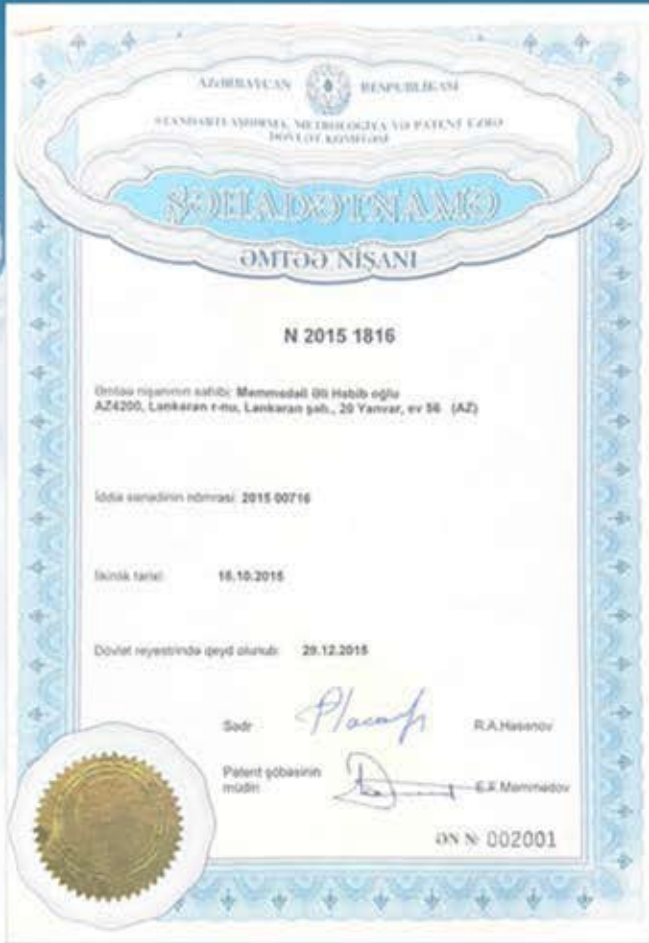 AZƏRBAYCAN RESPUBLİKASI
STANDARTLAŞDIRMA, METROLOGİYA VƏ PATENT ÜZRƏ
DÖVLƏT KOMİTƏSİ
ŞƏHADƏTNAMƏ
ƏMTƏƏ NİŞANI
N 2015 1816
Əmtəə nişanının sahibi: Məmmədəli Əli Həbib oğlu
AZ4200, Lənkəran r-nu, Lənkəran şəh., 20 Yanvar, ev 56 (AZ)
İddia sənədinin nömrəsi: 2015 00716
İlkinlik tarixi: 15.10.2015
Dövlət reyestrində qeyd olunub: 29.12.2015
Sədr R.A.Həsənov
Patent şöbəsinin
müdiri E.F.Məmmədov
ƏN № 002001